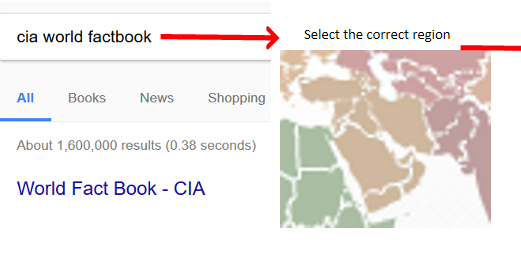 cia world factbook
Select the correct region
All Books News Shopping
About 1,600,000 results (0.38 seconds)
World Fact Book - CIA